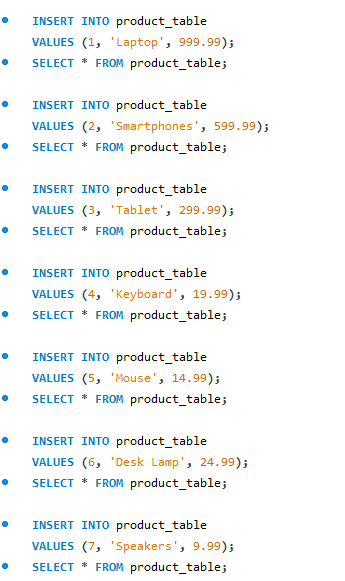 INSERT INTO product_table
VALUES (1, 'Laptop', 999.99);
SELECT * FROM product_table;
INSERT INTO product_table
VALUES (2, 'Smartphones', 599.99);
SELECT * FROM product_table;
INSERT INTO product_table
VALUES (3, 'Tablet', 299.99);
SELECT * FROM product_table;
INSERT INTO product_table
VALUES (4, 'Keyboard', 19.99);
SELECT * FROM product_table;
INSERT INTO product_table
VALUES (5, 'Mouse', 14.99);
SELECT * FROM product_table;
INSERT INTO product_table
VALUES (6, 'Desk Lamp', 24.99);
SELECT * FROM product_table;
INSERT INTO product_table
VALUES (7, 'Speakers', 9.99);
SELECT * FROM product_table;